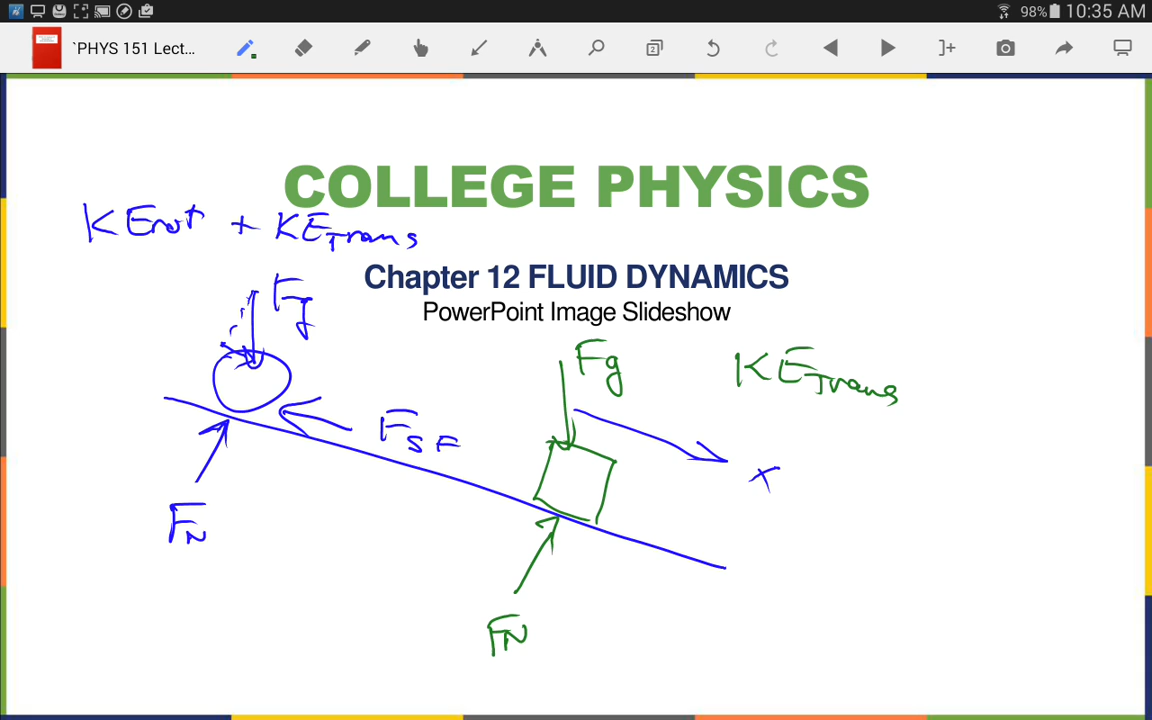 98% 10:35 AM
`PHYS 151 Lect...
2
COLLEGE PHYSICS
KErot + KETrans
Chapter 12 FLUID DYNAMICS
PowerPoint Image Slideshow
Fg
Fg
KETrans
FSF
x
FN
FN